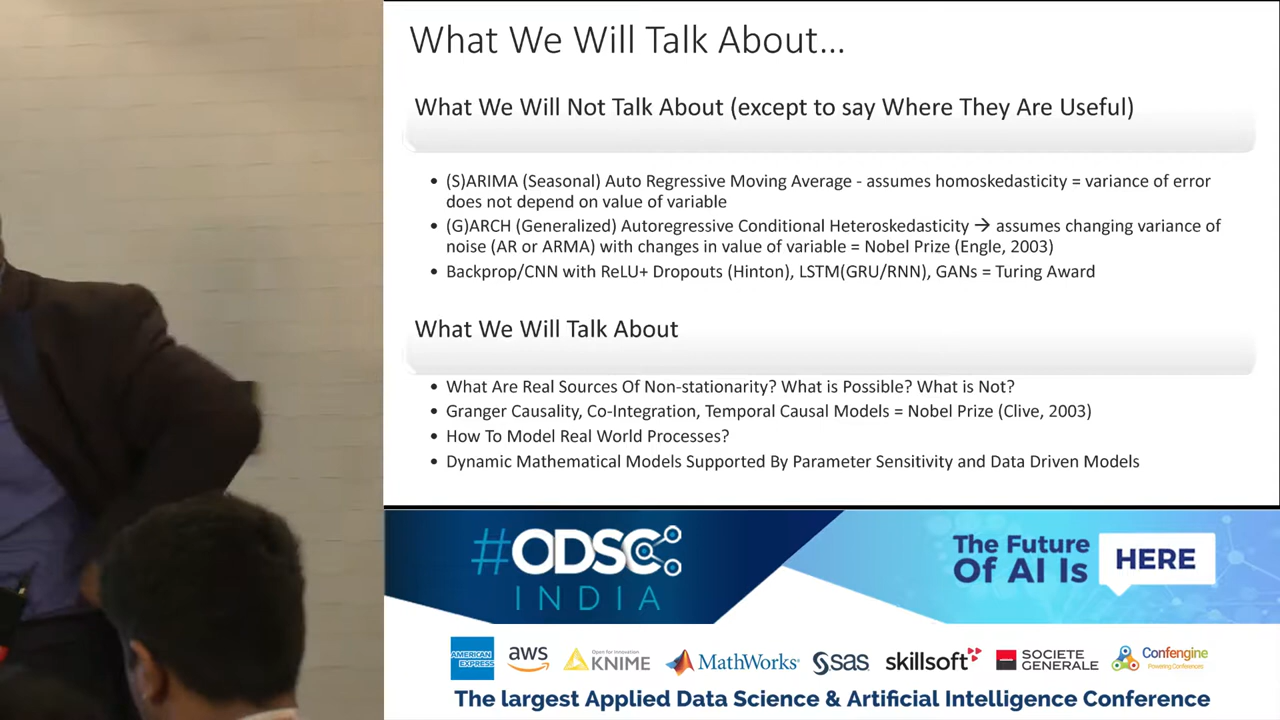 What We Will Talk About...
What We Will Not Talk About (except to say Where They Are Useful)
• (S)ARIMA (Seasonal) Auto Regressive Moving Average - assumes homoskedasticity = variance of error
does not depend on value of variable
• (G)ARCH (Generalized) Autoregressive Conditional Heteroskedasticity → assumes changing variance of
noise (AR or ARMA) with changes in value of variable = Nobel Prize (Engle, 2003)
• Backprop/CNN with ReLU+ Dropouts (Hinton), LSTM(GRU/RNN), GANs = Turing Award
What We Will Talk About
• What Are Real Sources Of Non-stationarity? What is Possible? What is Not?
• Granger Causality, Co-Integration, Temporal Causal Models = Nobel Prize (Clive, 2003)
• How To Model Real World Processes?
• Dynamic Mathematical Models Supported By Parameter Sensitivity and Data Driven Models
#ODSC
INDIA
The Future
Of AI Is
HERE
AMERICAN
EXPRESS
aws
Open for Innovation
KNIME
MathWorks
sas
skillsoft
SOCIETE
GENERALE
Confengine
Powering Conferences
The largest Applied Data Science & Artificial Intelligence Conference